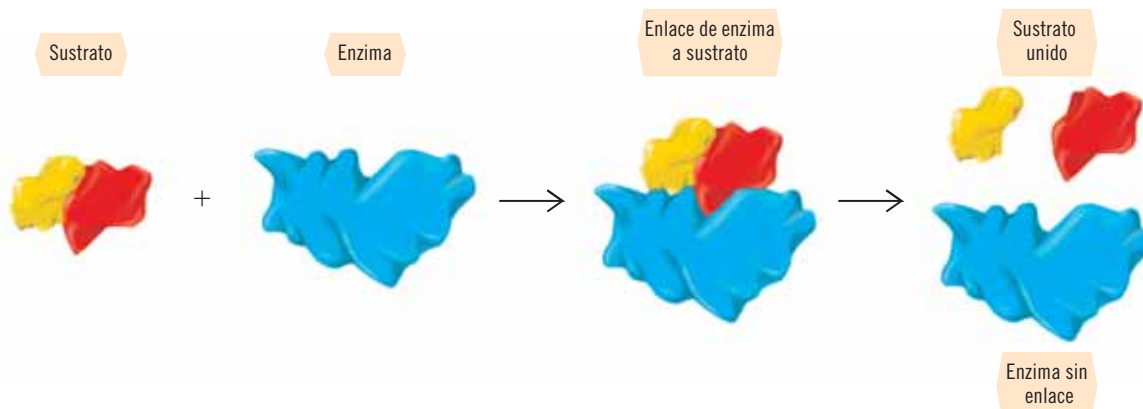 Sustrato
Enzima
Enlace de enzima
a sustrato
Sustrato
unido
+
Enzima sin
enlace